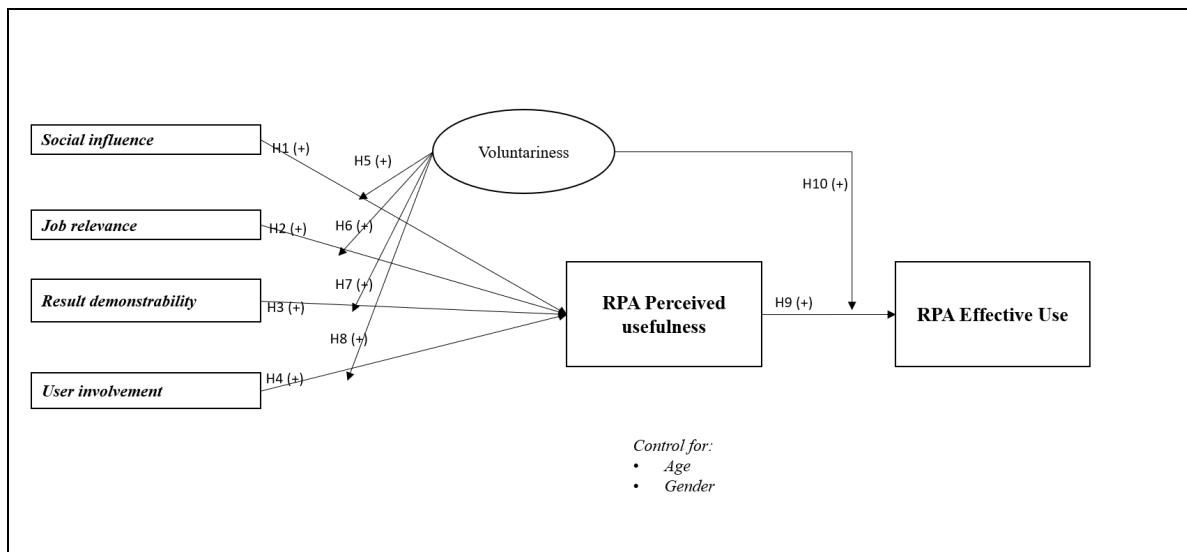 Social influence
H1 (+)
H5 (+)
Voluntariness
H10 (+)
Job relevance
H2 (+)
H6 (+)
Result demonstrability
H3 (+)
H7 (+)
RPA Perceived
usefulness
H9 (+)
RPA Effective Use
H8 (+)
User involvement
H4 (+)
Control for:
• Age
• Gender